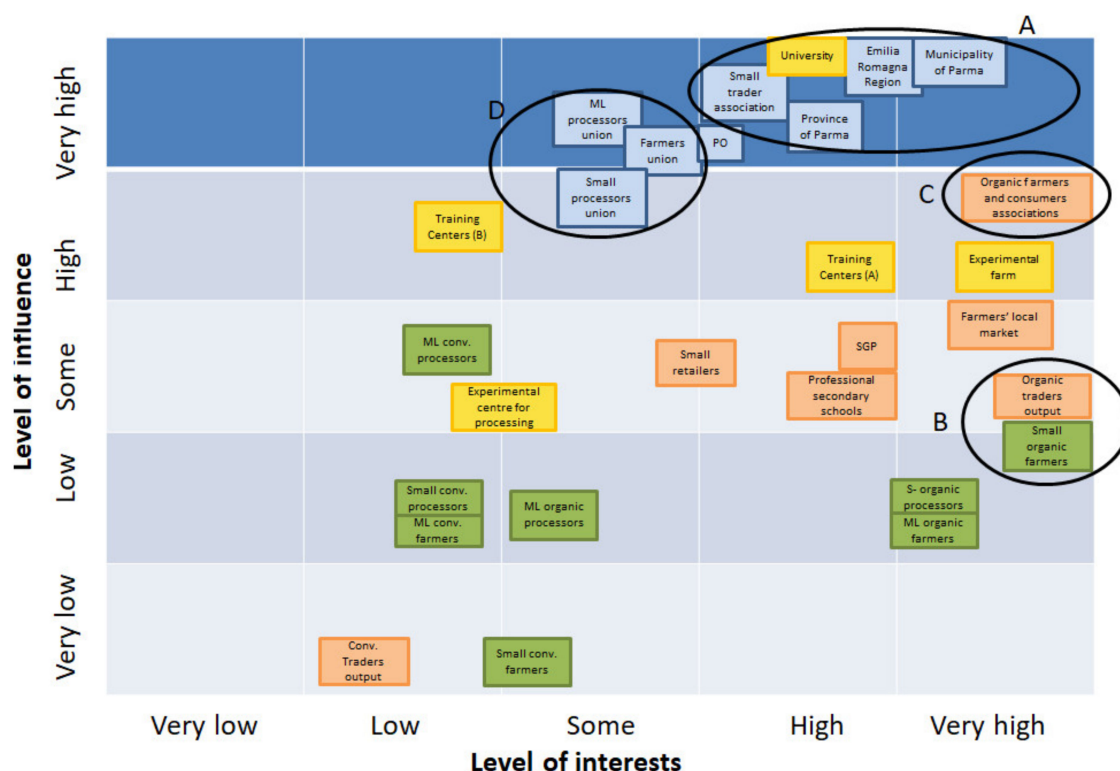 A
University
Emilia
Romagna
Region
Municipality
of Parma
Small
trader
association
D
ML
processors
union
Province
of Parma
Farmers
union
PO
Small
processors
union
Organic farmers
and consumers
associations
C
Training
Centers (B)
Training
Centers (A)
Experimental
farm
Farmers' local
market
ML conv.
processors
Small
retailers
SGP
Professional
secondary
schools
Organic
traders
output
Experimental
centre for
processing
B
Small
organic
farmers
Small conv.
processors
ML conv.
farmers
ML organic
processors
S- organic
processors
ML organic
farmers
Conv.
Traders
output
Small conv.
farmers
Level of influence
Very high
High
Some
Low
Very low
Very low
Low
Some
High
Very high
Level of interests